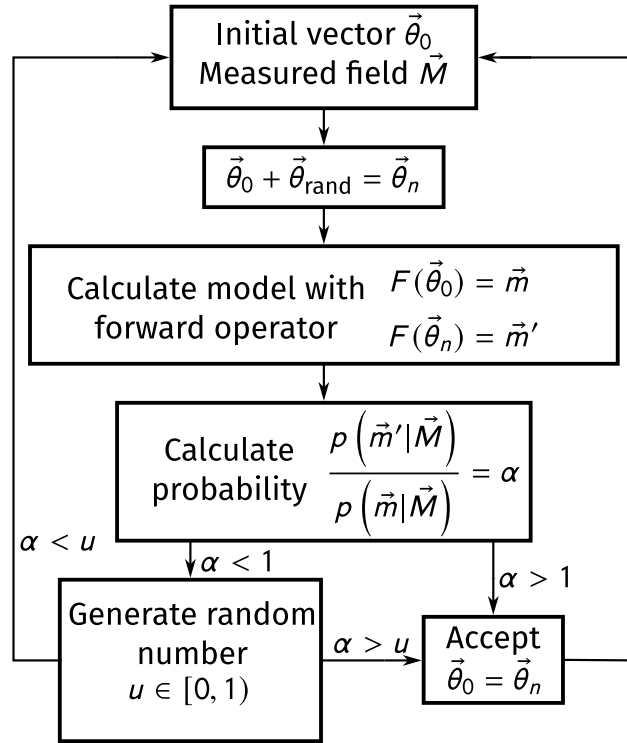 Initial vector θ⃗₀
Measured field M⃗
θ⃗₀ + θ⃗rand = θ⃗ₙ
Calculate model with F(θ⃗₀) = m⃗
forward operator F(θ⃗ₙ) = m⃗′
Calculate probability p(m⃗′|M⃗) / p(m⃗|M⃗) = α
α < u
α < 1
α > 1
Generate random
number
u ∈ [0, 1)
α > u
Accept
θ⃗₀ = θ⃗ₙ